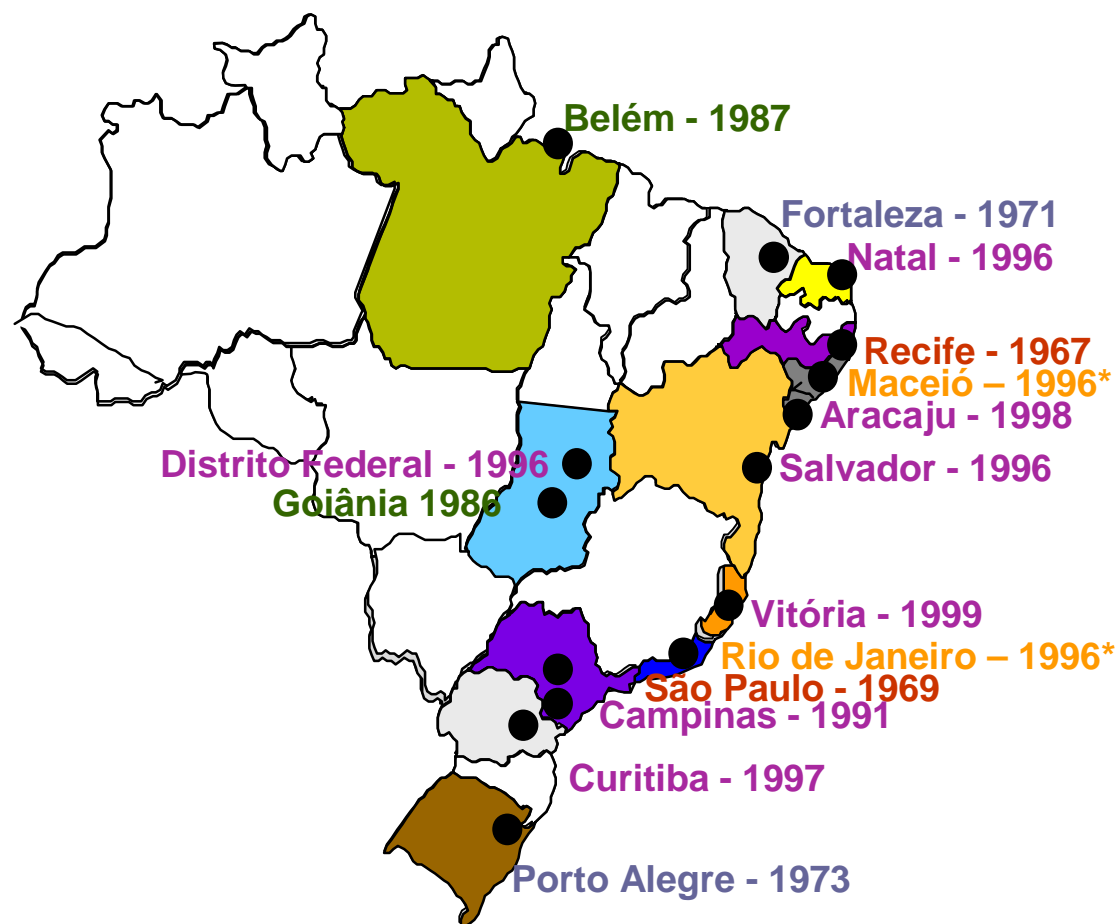 Belém - 1987
Fortaleza - 1971
Natal - 1996
Recife - 1967
Maceió – 1996*
Aracaju - 1998
Distrito Federal - 1996
Salvador - 1996
Goiânia 1986
Vitória - 1999
Rio de Janeiro – 1996*
São Paulo - 1969
Campinas - 1991
Curitiba - 1997
Porto Alegre - 1973